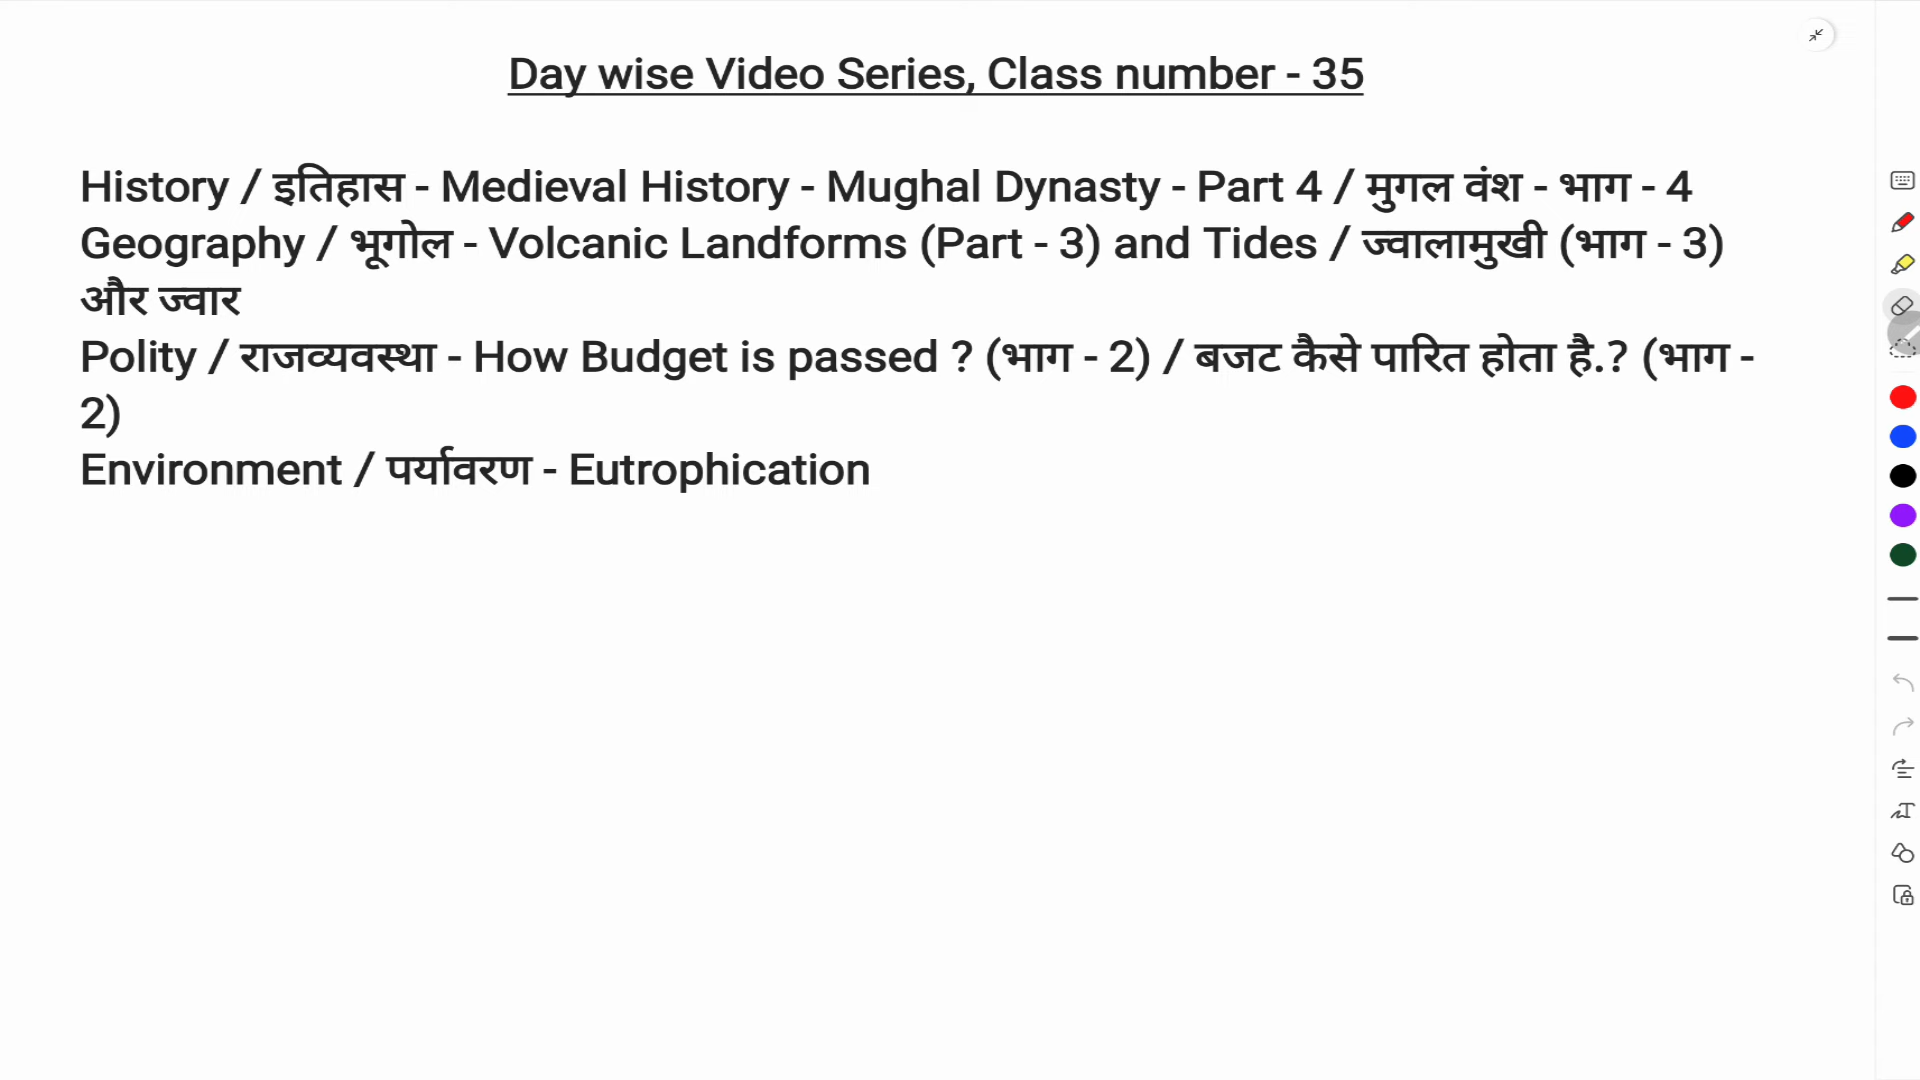 Day wise Video Series, Class number - 35
History / इतिहास - Medieval History - Mughal Dynasty - Part 4 / मुगल वंश - भाग - 4
Geography / भूगोल - Volcanic Landforms (Part - 3) and Tides / ज्वालामुखी (भाग - 3)
और ज्वार
Polity / राजव्यवस्था - How Budget is passed ? (भाग - 2) / बजट कैसे पारित होता है.? (भाग -
2)
Environment / पर्यावरण - Eutrophication